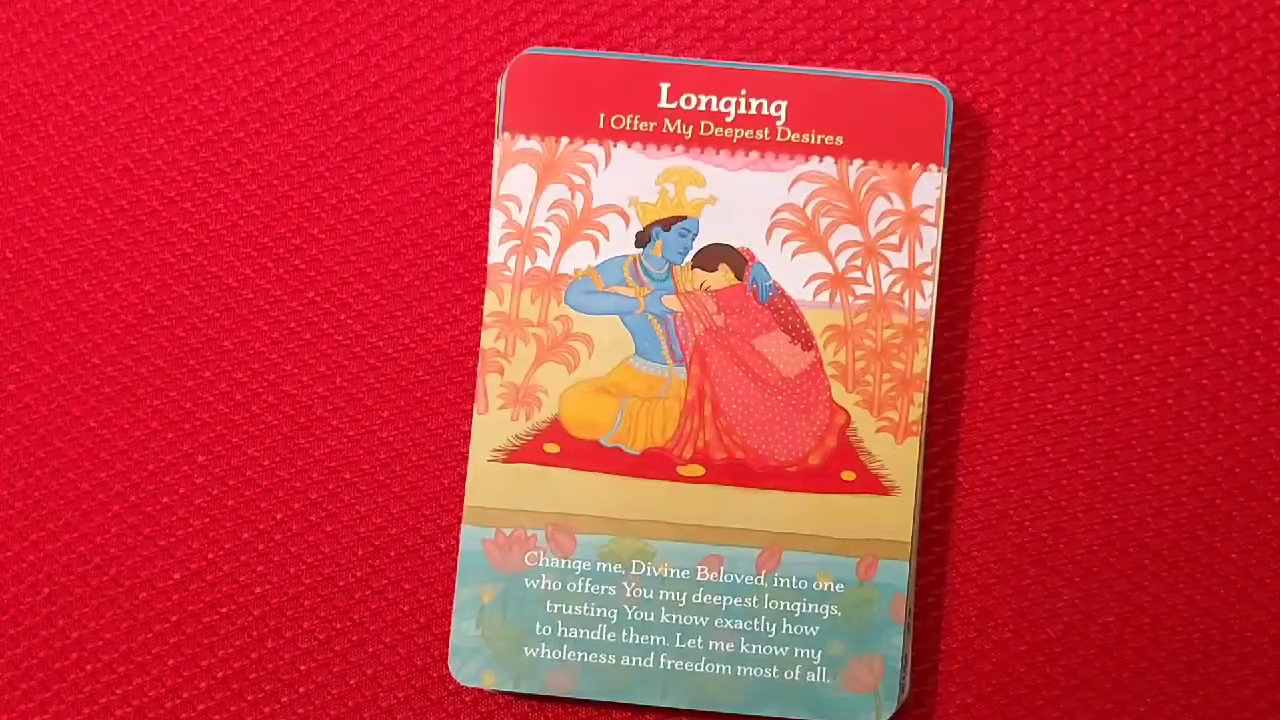 Longing
I Offer My Deepest Desires
Change me, Divine Beloved, into one
who offers You my deepest longings,
trusting You know exactly how
to handle them. Let me know my
wholeness and freedom most of all.